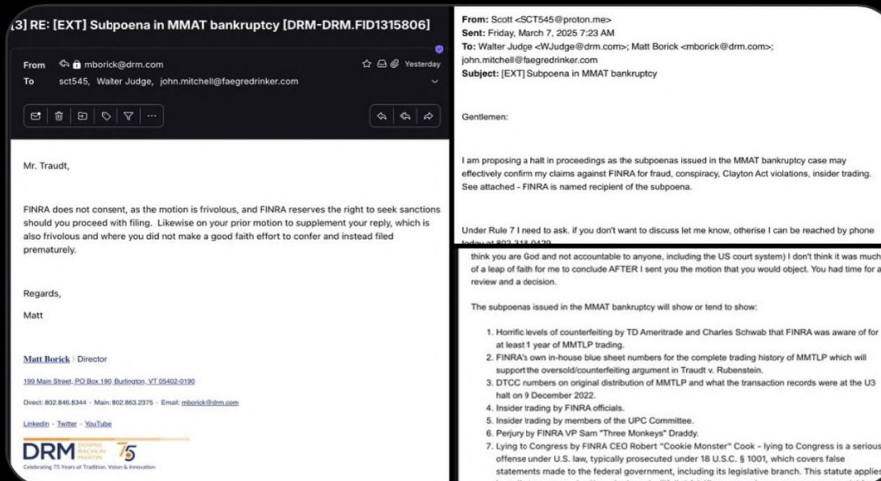 [3] RE: [EXT] Subpoena in MMAT bankruptcy [DRM-DRM.FID1315806]
From mborick@drm.com Yesterday
To sct545, Walter Judge, john.mitchell@faegredrinker.com
Mr. Traudt,
FINRA does not consent, as the motion is frivolous, and FINRA reserves the right to seek sanctions
should you proceed with filing. Likewise on your prior motion to supplement your reply, which is
also frivolous and where you did not make a good faith effort to confer and instead filed
prematurely.
Regards,
Matt
Matt Borick | Director
199 Main Street, PO Box 190, Burlington, VT 05402-0190
Direct: 802.846.8344 - Main: 802.863.2375 - Email: mborick@drm.com
LinkedIn - Twitter - YouTube
DRM DOWNS RACHLIN MARTIN 75
Celebrating 75 Years of Tradition, Vision & Innovation
From: Scott <SCT545@proton.me>
Sent: Friday, March 7, 2025 7:23 AM
To: Walter Judge <WJudge@drm.com>; Matt Borick <mborick@drm.com>;
john.mitchell@faegredrinker.com
Subject: [EXT] Subpoena in MMAT bankruptcy
Gentlemen:
I am proposing a halt in proceedings as the subpoenas issued in the MMAT bankruptcy case may
effectively confirm my claims against FINRA for fraud, conspiracy, Clayton Act violations, insider trading.
See attached - FINRA is named recipient of the subpoena.
Under Rule 7 I need to ask. if you don't want to discuss let me know, otherise I can be reached by phone
today at 802-318-0429
think you are God and not accountable to anyone, including the US court system) I don't think it was much
of a leap of faith for me to conclude AFTER I sent you the motion that you would object. You had time for a
review and a decision.
The subpoenas issued in the MMAT bankruptcy will show or tend to show:
1. Horrific levels of counterfeiting by TD Ameritrade and Charles Schwab that FINRA was aware of for
at least 1 year of MMTLP trading.
2. FINRA's own in-house blue sheet numbers for the complete trading history of MMTLP which will
support the oversold/counterfeiting argument in Traudt v. Rubenstein.
3. DTCC numbers on original distribution of MMTLP and what the transaction records were at the U3
halt on 9 December 2022.
4. Insider trading by FINRA officials.
5. Insider trading by members of the UPC Committee.
6. Perjury by FINRA VP Sam "Three Monkeys" Draddy.
7. Lying to Congress by FINRA CEO Robert "Cookie Monster" Cook - lying to Congress is a serious
offense under U.S. law, typically prosecuted under 18 U.S.C. § 1001, which covers false
statements made to the federal government, including its legislative branch. This statute applies